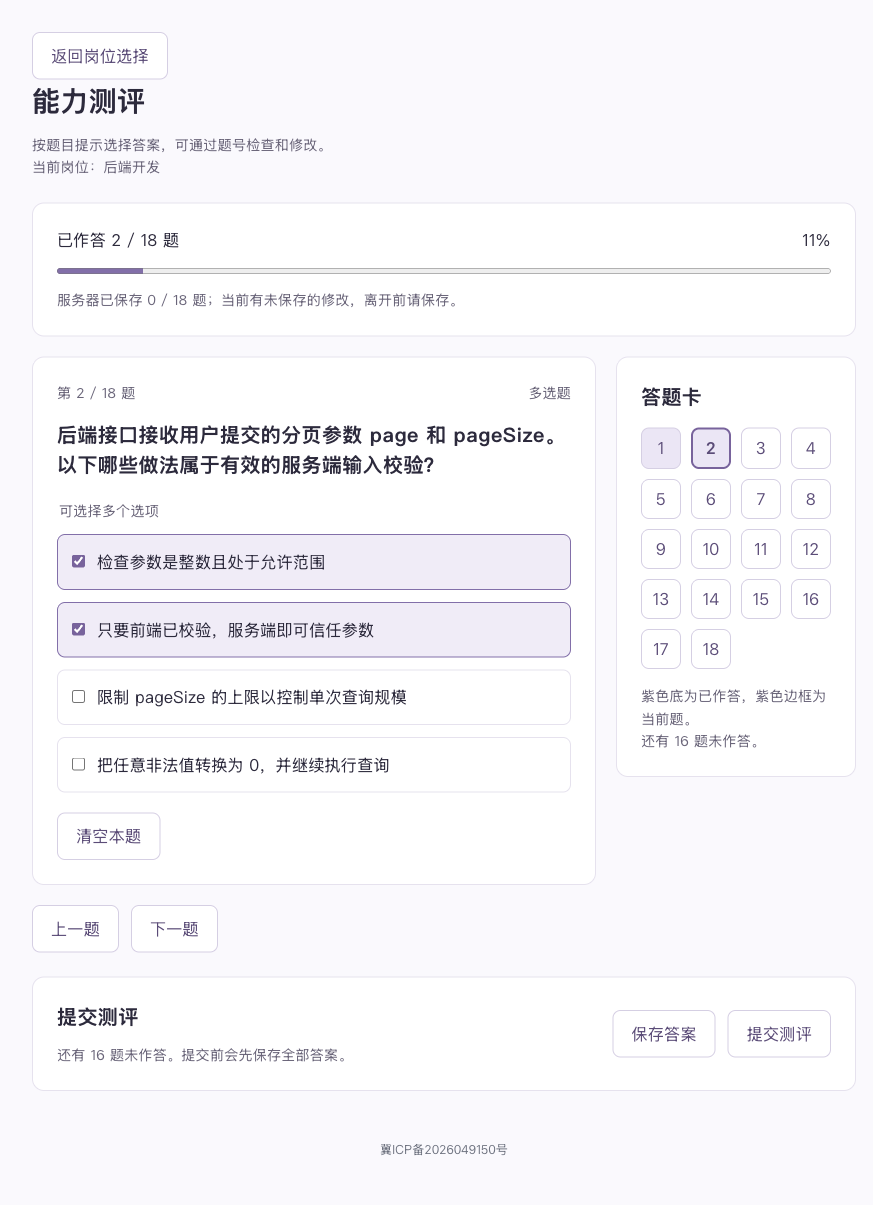 返回岗位选择
能力测评
按题目提示选择答案，可通过题号检查和修改。
当前岗位：后端开发
已作答 2 / 18 题
11%
服务器已保存 0 / 18 题；当前有未保存的修改，离开前请保存。
第 2 / 18 题
多选题
后端接口接收用户提交的分页参数 page 和 pageSize。
以下哪些做法属于有效的服务端输入校验？
可选择多个选项
检查参数是整数且处于允许范围
只要前端已校验，服务端即可信任参数
限制 pageSize 的上限以控制单次查询规模
把任意非法值转换为 0，并继续执行查询
清空本题
答题卡
1 2 3 4
5 6 7 8
9 10 11 12
13 14 15 16
17 18
紫色底为已作答，紫色边框为
当前题。
还有 16 题未作答。
上一题
下一题
提交测评
还有 16 题未作答。提交前会先保存全部答案。
保存答案
提交测评
冀ICP备2026049150号